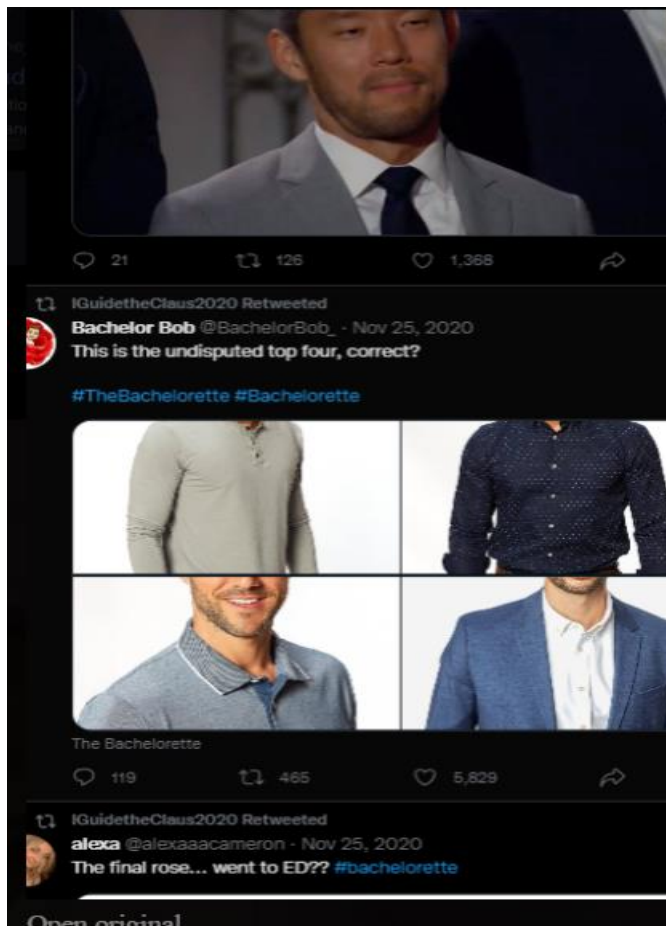 21 126 1,368
IGuidetheClaus2020 Retweeted
Bachelor Bob @BachelorBob_ · Nov 25, 2020
This is the undisputed top four, correct?
#TheBachelorette #Bachelorette
The Bachelorette
119 465 5,829
IGuidetheClaus2020 Retweeted
alexa @alexaaacameron · Nov 25, 2020
The final rose... went to ED?? #bachelorette
Open original